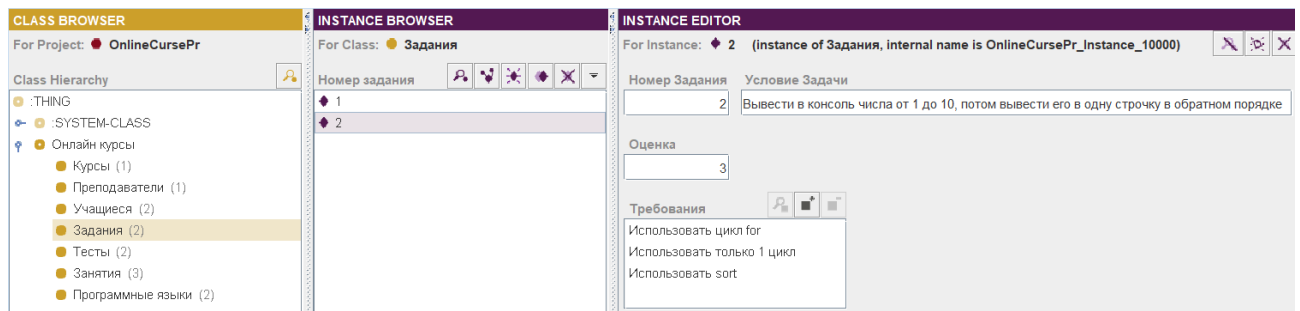 CLASS BROWSER
For Project: OnlineCursePr
Class Hierarchy
:THING
:SYSTEM-CLASS
Онлайн курсы
Курсы (1)
Преподаватели (1)
Учащиеся (2)
Задания (2)
Тесты (2)
Занятия (3)
Программные языки (2)
INSTANCE BROWSER
For Class: Задания
Номер задания
1
2
INSTANCE EDITOR
For Instance: 2 (instance of Задания, internal name is OnlineCursePr_Instance_10000)
Номер Задания
2
Условие Задачи
Вывести в консоль числа от 1 до 10, потом вывести его в одну строчку в обратном порядке
Оценка
3
Требования
Использовать цикл for
Использовать только 1 цикл
Использовать sort